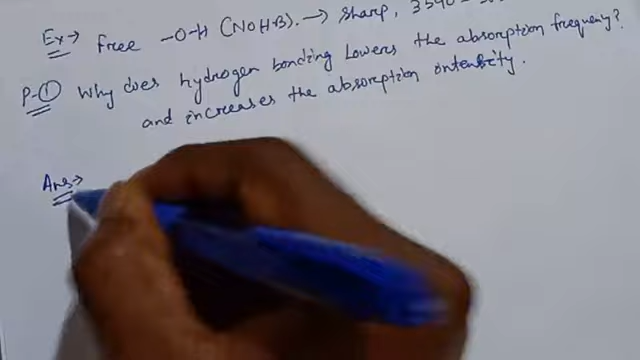 Ex→ Free -O-H (NO H·B). → Sharp, 3590 -
P-① Why does hydrogen bonding Lowers the absorption frequency?
and increases the absorption intensity.
Ans→